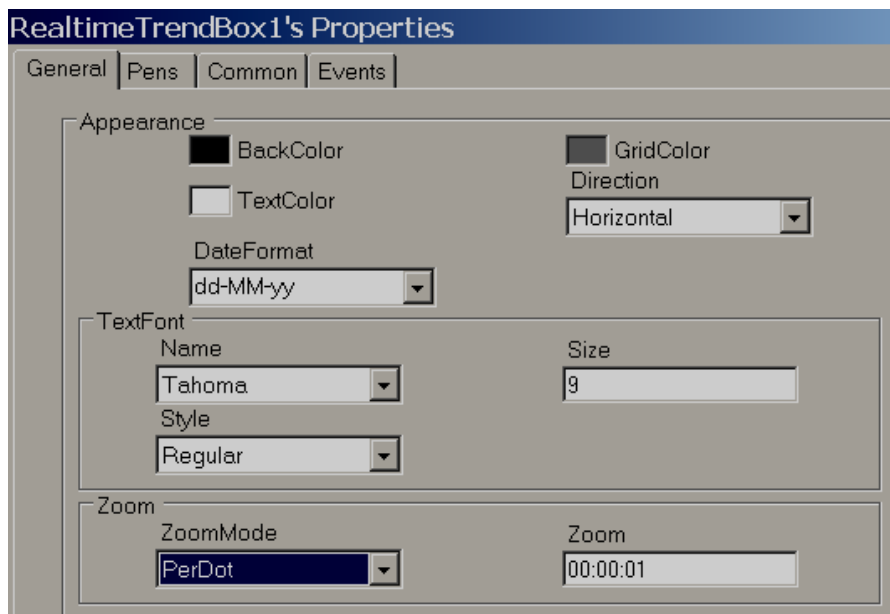 RealtimeTrendBox1's Properties
General Pens Common Events
Appearance
BackColor GridColor
TextColor Direction
Horizontal
DateFormat
dd-MM-yy
TextFont
Name Size
Tahoma 9
Style
Regular
Zoom
ZoomMode Zoom
PerDot 00:00:01